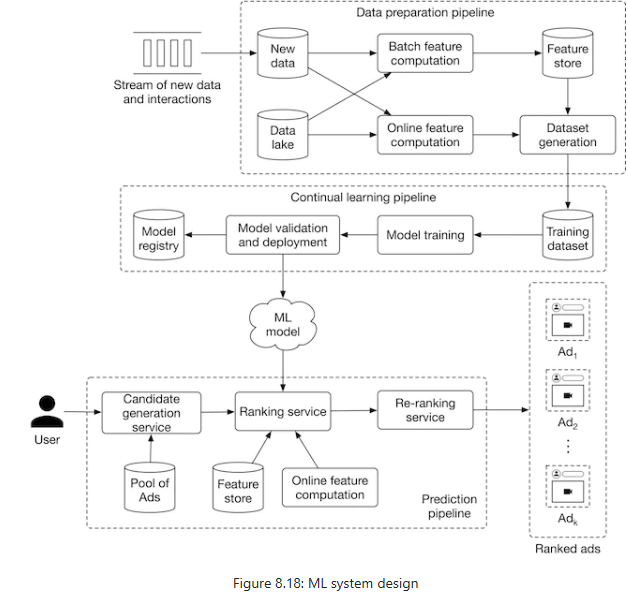 Data preparation pipeline
Stream of new data
and interactions
New
data
Batch feature
computation
Feature
store
Data
lake
Online feature
computation
Dataset
generation
Continual learning pipeline
Model
registry
Model validation
and deployment
Model training
Training
dataset
ML
model
User
Candidate
generation
service
Ranking service
Re-ranking
service
Pool of
Ads
Feature
store
Online feature
computation
Prediction
pipeline
Ad1
Ad2
Adk
Ranked ads
Figure 8.18: ML system design